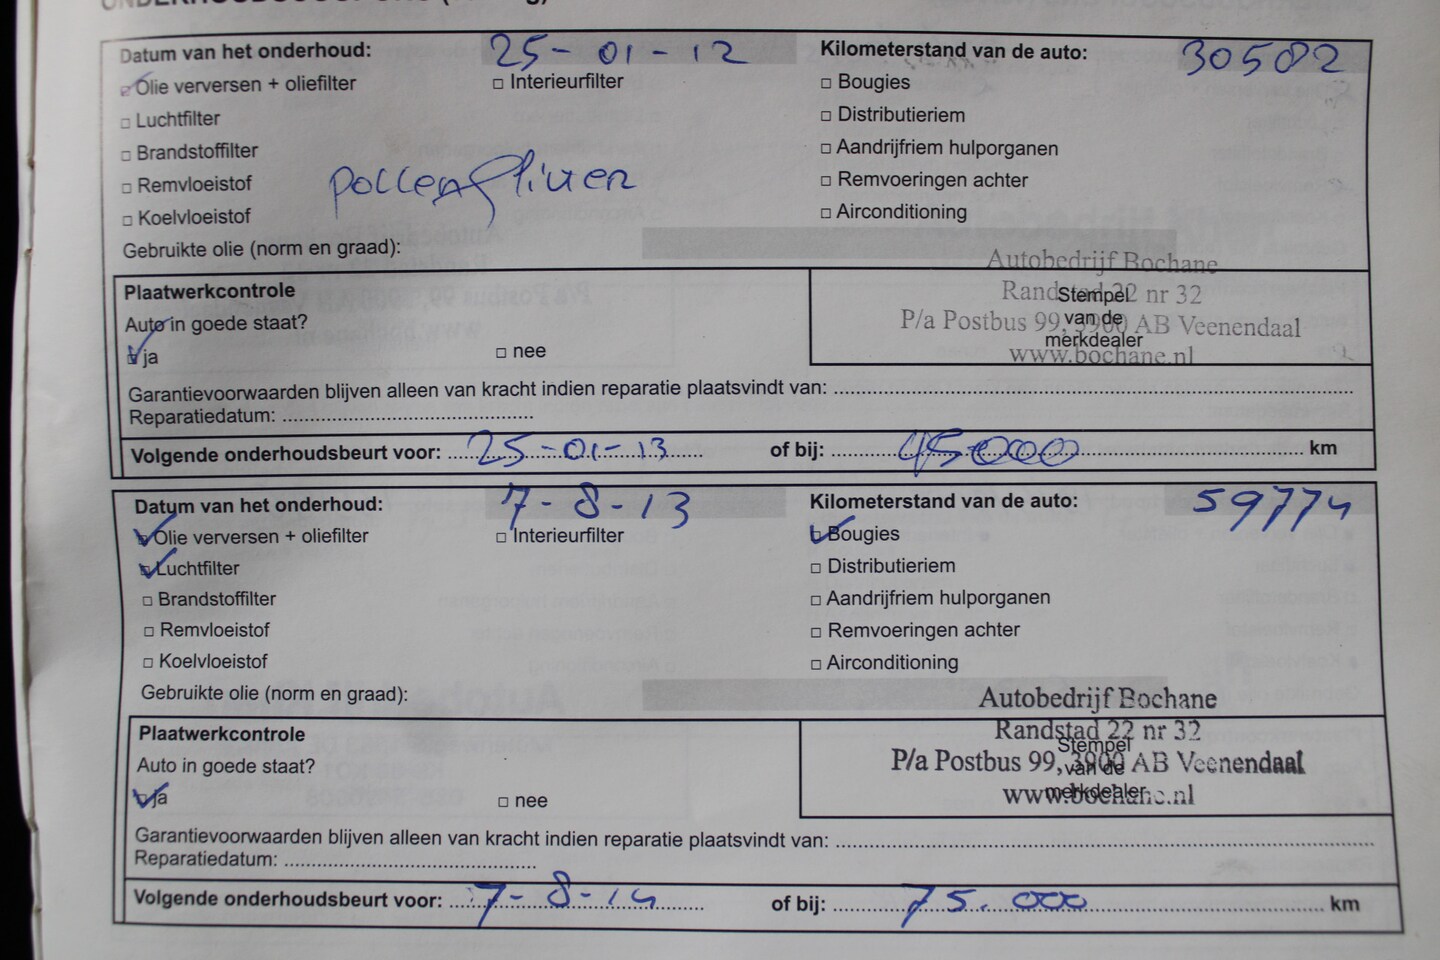 Datum van het onderhoud: 25-01-12 Kilometerstand van de auto: 30502
Olie verversen + oliefilter □ Interieurfilter □ Bougies
□ Luchtfilter □ Distributieriem
□ Brandstoffilter □ Aandrijfriem hulporganen
□ Remvloeistof □ Remvoeringen achter
□ Koelvloeistof □ Airconditioning
Gebruikte olie (norm en graad):
Autobedrijf Bochane
Plaatwerkcontrole
Randstad 22 nr 32
Stempel
Auto in goede staat?
P/a Postbus 99, 3900 AB Veenendaal
van de
merkdealer
ja □ nee
www.bochane.nl
Garantievoorwaarden blijven alleen van kracht indien reparatie plaatsvindt van:
Reparatiedatum:
Volgende onderhoudsbeurt voor: 25-01-13 of bij: 45000 km
Datum van het onderhoud: 7-8-13 Kilometerstand van de auto: 59774
Olie verversen + oliefilter □ Interieurfilter Bougies
Luchtfilter □ Distributieriem
□ Brandstoffilter □ Aandrijfriem hulporganen
□ Remvloeistof □ Remvoeringen achter
□ Koelvloeistof □ Airconditioning
Gebruikte olie (norm en graad):
Autobedrijf Bochane
Plaatwerkcontrole
Randstad 22 nr 32
Stempel
Auto in goede staat?
P/a Postbus 99, 3900 AB Veenendaal
van de
merkdealer
ja □ nee
www.bochane.nl
Garantievoorwaarden blijven alleen van kracht indien reparatie plaatsvindt van:
Reparatiedatum:
Volgende onderhoudsbeurt voor: 7-8-14 of bij: 75.000 km